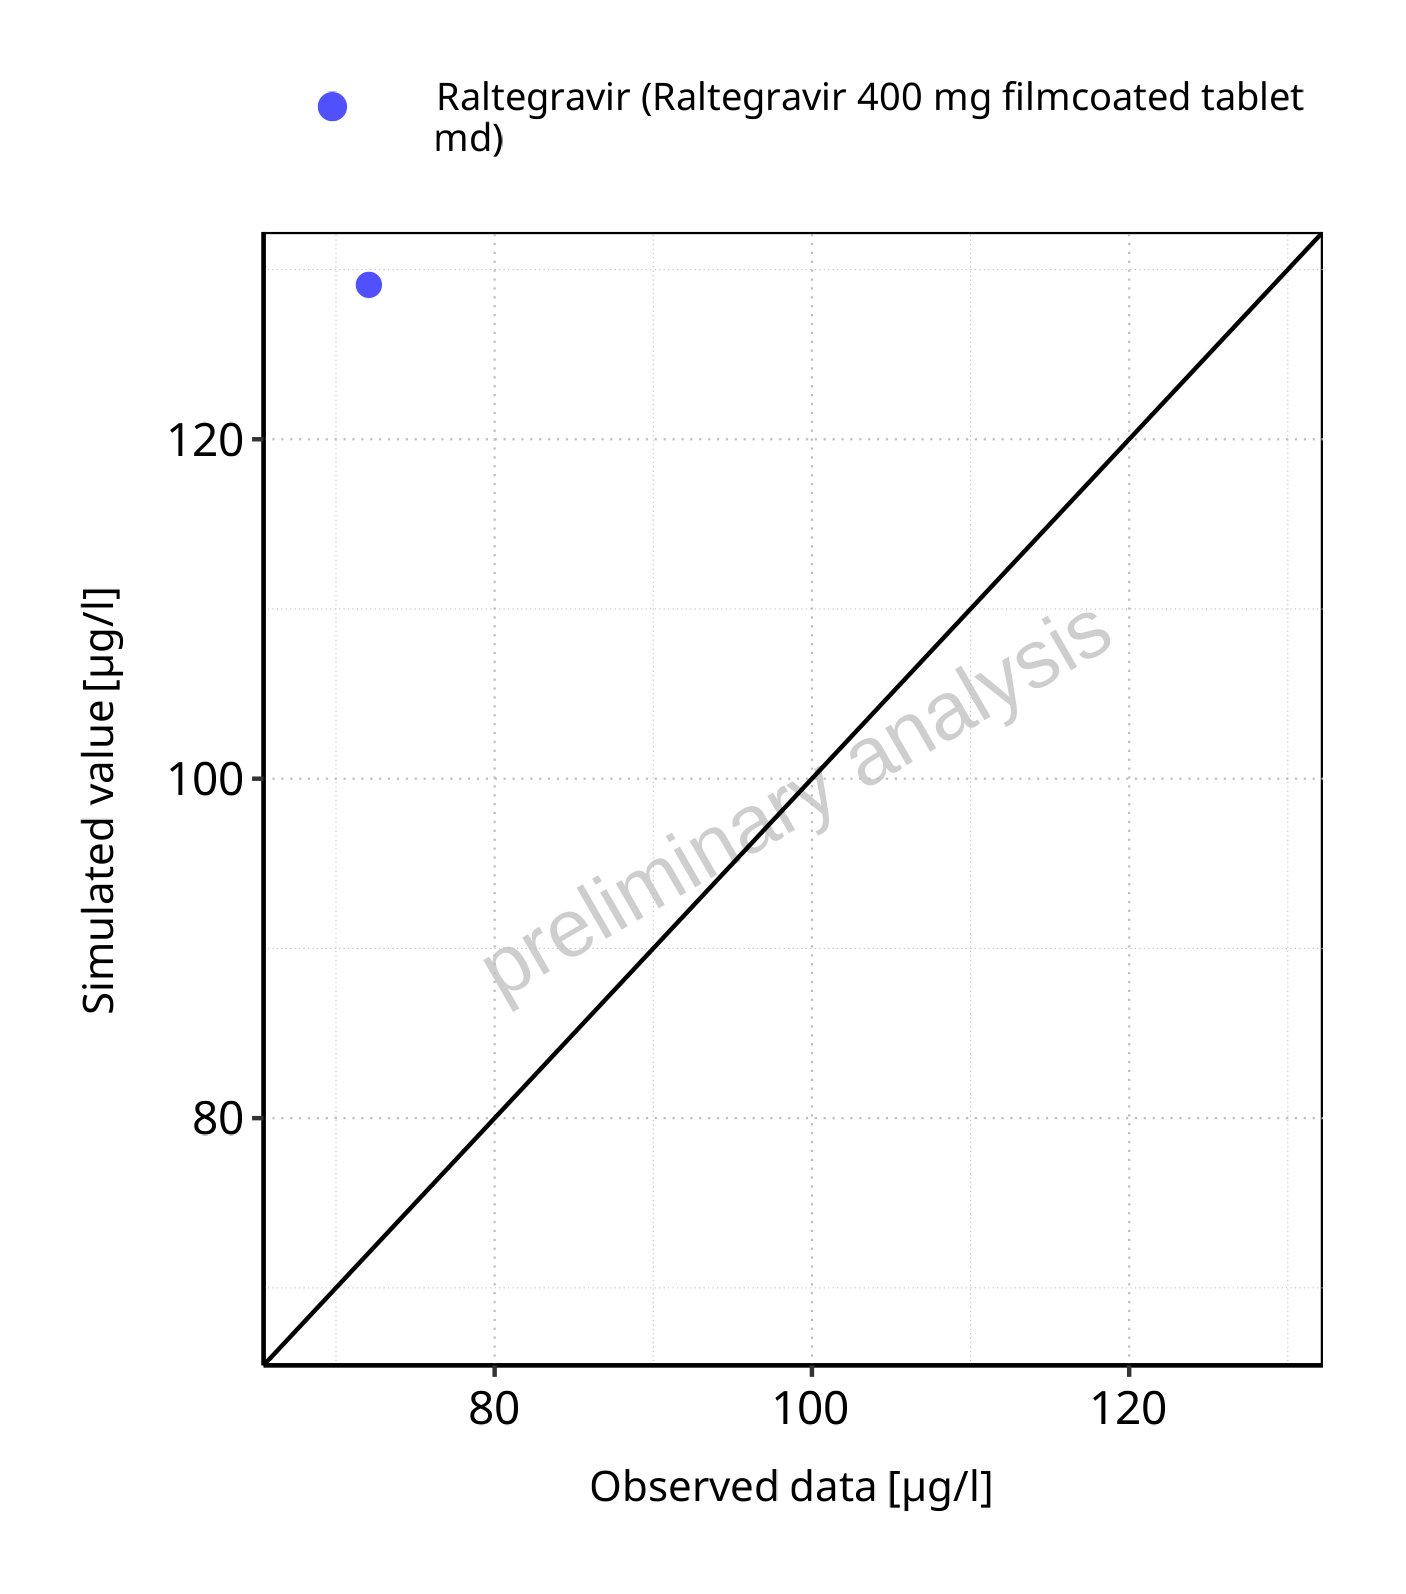 Raltegravir (Raltegravir 400 mg filmcoated tablet
md)
120
100
80
Simulated value [µg/l]
preliminary analysis
80 100 120
Observed data [µg/l]